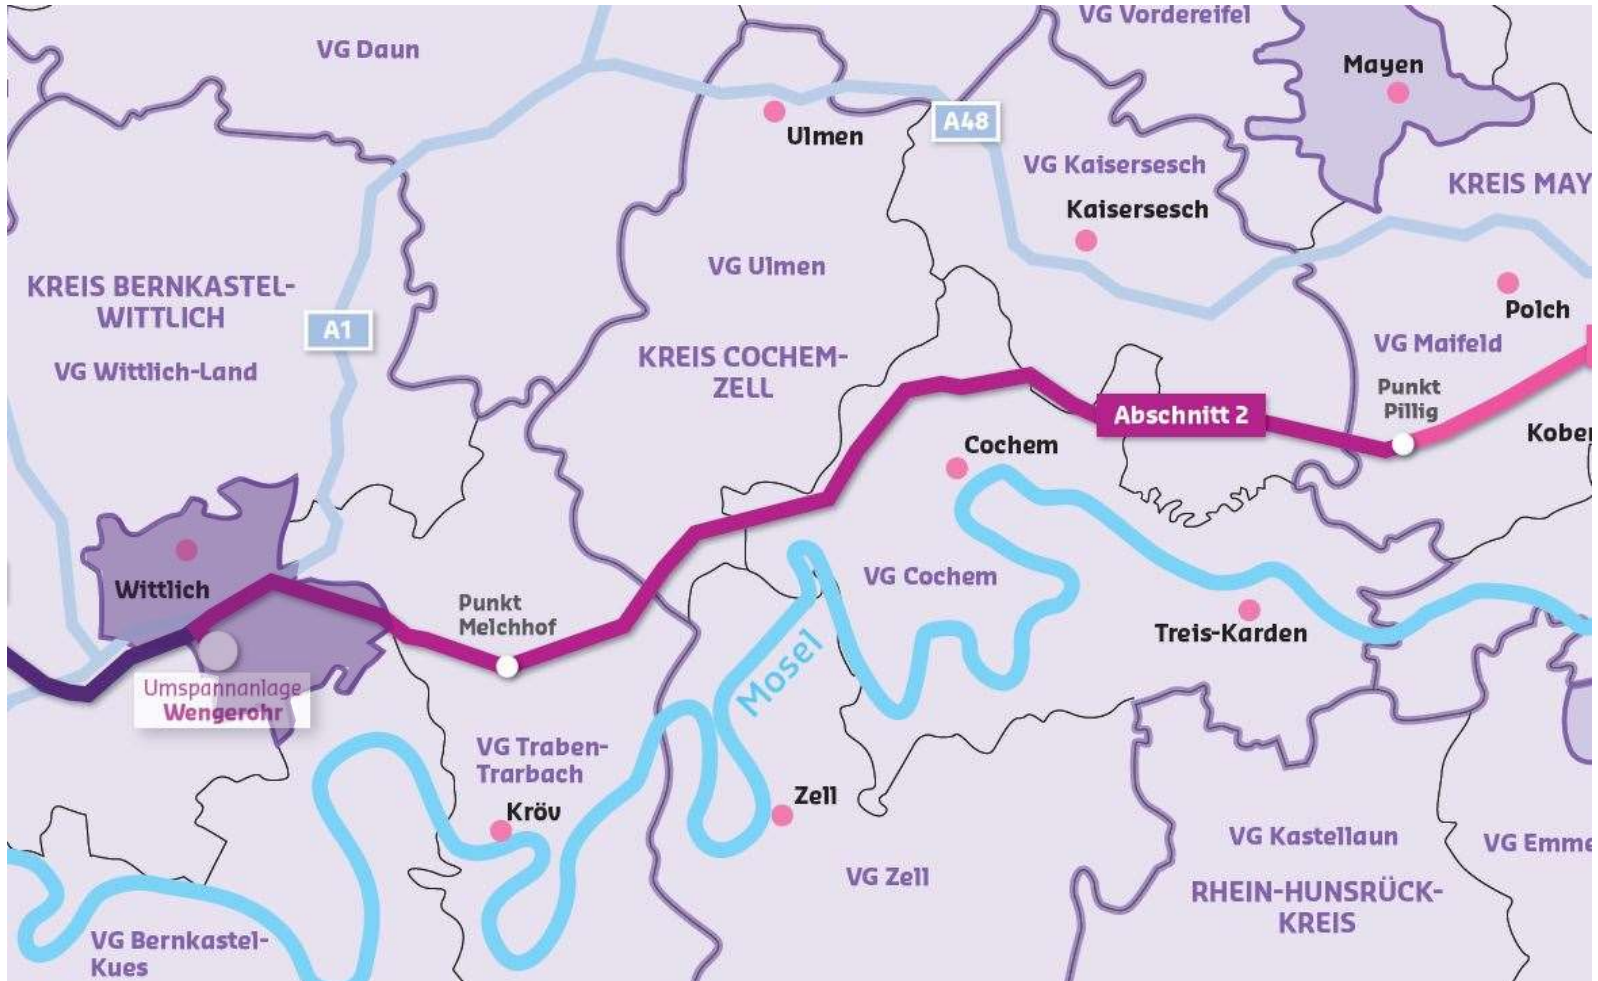 VG Vordereifel
VG Daun
Mayen
Ulmen
A48
VG Kaisersesch
KREIS MAY
Kaisersesch
VG Ulmen
KREIS BERNKASTEL-
WITTLICH
A1
Polch
VG Maifeld
KREIS COCHEM-
ZELL
VG Wittlich-Land
Punkt
Pillig
Abschnitt 2
Kober
Cochem
Wittlich
VG Cochem
Punkt
Melchhof
Treis-Karden
Mosel
Umspannanlage
Wengerohr
VG Traben-
Trarbach
Zell
Kröv
VG Kastellaun
VG Emme
VG Zell
RHEIN-HUNSRÜCK-
KREIS
VG Bernkastel-
Kues